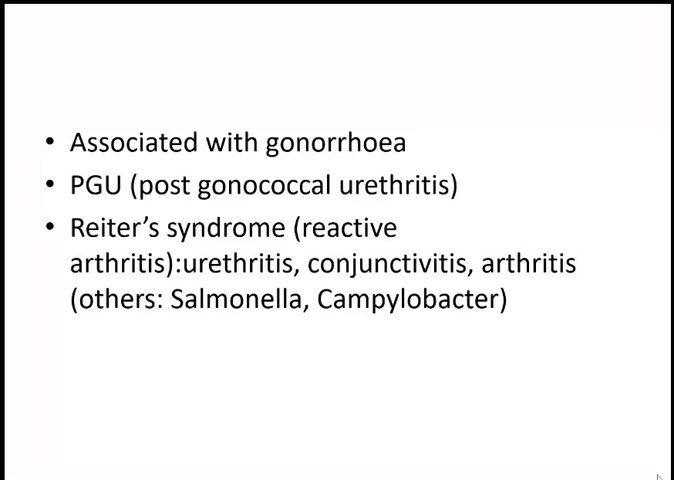 • Associated with gonorrhoea
• PGU (post gonococcal urethritis)
• Reiter’s syndrome (reactive
arthritis):urethritis, conjunctivitis, arthritis
(others: Salmonella, Campylobacter)